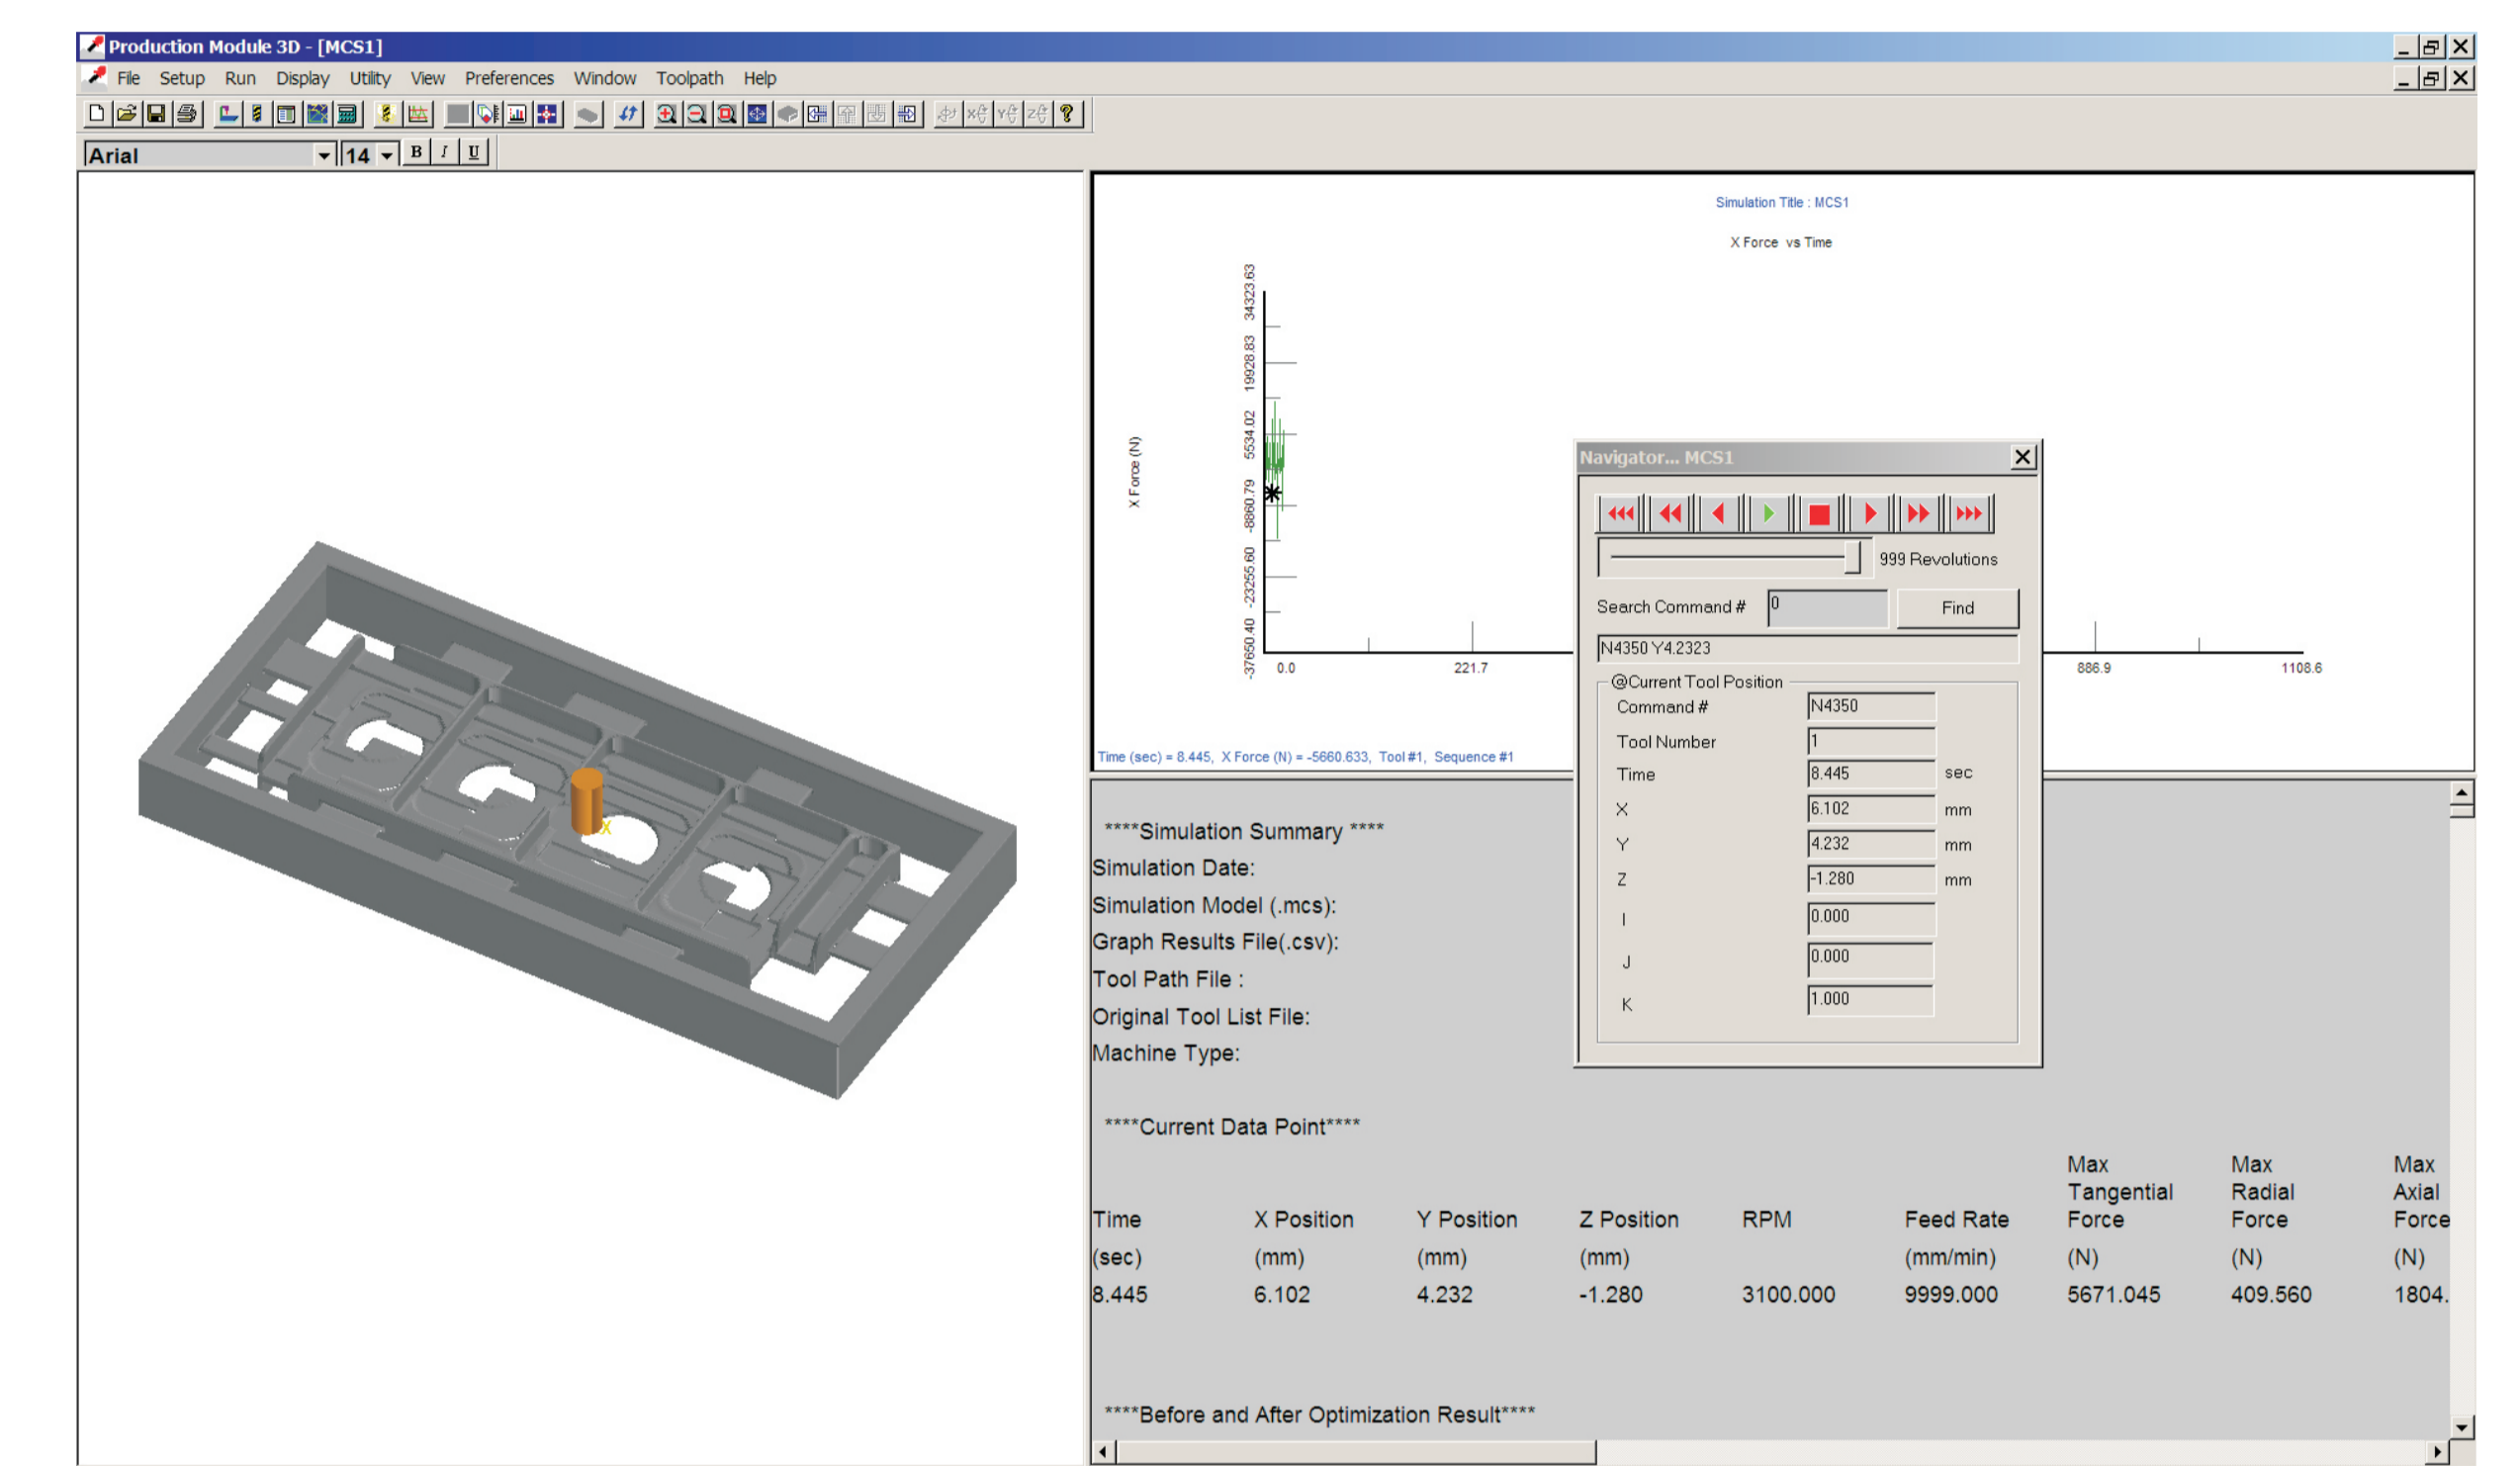 Production Module 3D - [MCS1]
File Setup Run Display Utility View Preferences Window Toolpath Help
Arial 14 B I U
Simulation Title : MCS1
X Force vs Time
X Force (N)
34323.63
19928.83
5534.02
-8860.79
-23255.60
-37650.40
0.0 221.7 886.9 1108.6
Time (sec) = 8.445, X Force (N) = -5660.633, Tool #1, Sequence #1
Navigator... MCS1
999 Revolutions
Search Command # 0 Find
N4350 Y4.2323
@Current Tool Position
Command # N4350
Tool Number 1
Time 8.445 sec
X 6.102 mm
Y 4.232 mm
Z -1.280 mm
I 0.000
J 0.000
K 1.000
X
****Simulation Summary ****
Simulation Date:
Simulation Model (.mcs):
Graph Results File(.csv):
Tool Path File :
Original Tool List File:
Machine Type:
****Current Data Point****
Max Max Max
Tangential Radial Axial
Time X Position Y Position Z Position RPM Feed Rate Force Force Force
(sec) (mm) (mm) (mm) (mm/min) (N) (N) (N)
8.445 6.102 4.232 -1.280 3100.000 9999.000 5671.045 409.560 1804.
****Before and After Optimization Result****